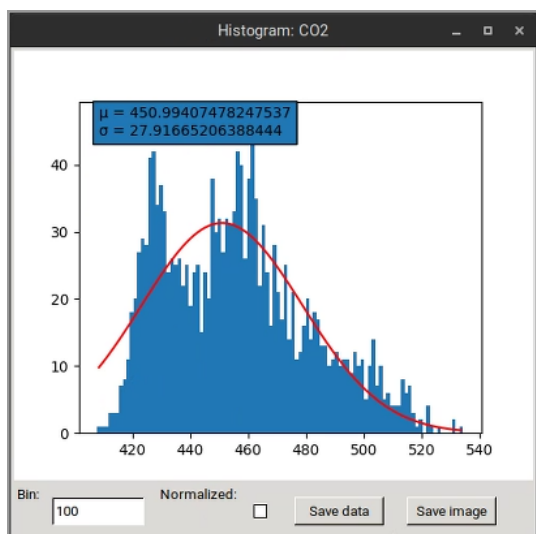 Histogram: CO2
μ = 450.99407478247537
σ = 27.91665206388444
40
30
20
10
0
420 440 460 480 500 520 540
Bin:
100
Normalized:
Save data
Save image